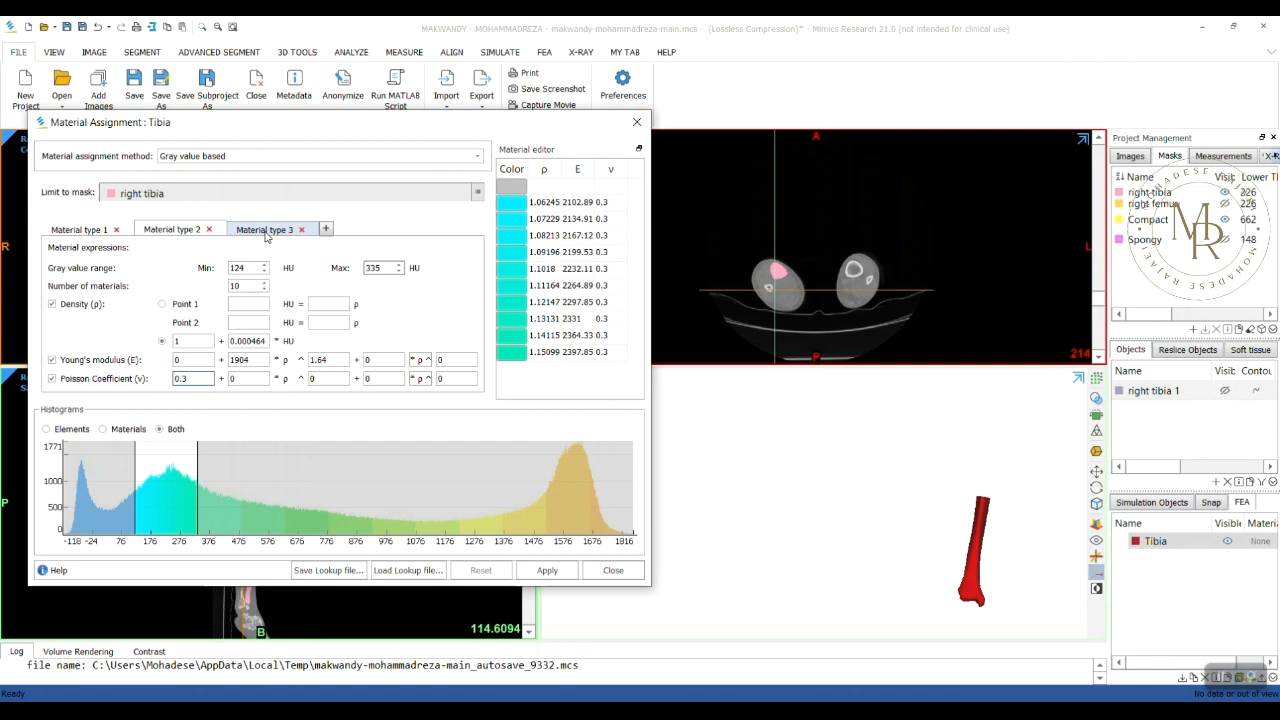 MAKWANDY - MOHAMMADREZA - makwandy-mohammadreza-main.mcs - (Lossless Compression)* - Mimics Research 21.0 (not intended for clinical use)
FILE VIEW IMAGE SEGMENT ADVANCED SEGMENT 3D TOOLS ANALYZE MEASURE ALIGN SIMULATE FEA X-RAY MY TAB HELP
New Project Open Add Images Save Save As Save Subproject As Close Metadata Anonymize Run MATLAB Script Import Export Preferences
Print
Save Screenshot
Capture Movie
Material Assignment : Tibia
Material assignment method: Gray value based
Limit to mask: right tibia
Material type 1 Material type 2 Material type 3 +
Material expressions:
Gray value range: Min: 124 HU Max: 335 HU
Number of materials: 10
Density (ρ): Point 1 HU = ρ
Point 2 HU = ρ
1 + 0.000464 * HU
Young's modulus (E): 0 + 1904 * ρ ^ 1.64 + 0 * ρ ^ 0
Poisson Coefficient (ν): 0.3 + 0 * ρ ^ 0 + 0 * ρ ^ 0
Material editor
Color ρ E ν
1.06245 2102.89 0.3
1.07229 2134.91 0.3
1.08213 2167.12 0.3
1.09196 2199.53 0.3
1.1018 2232.11 0.3
1.11164 2264.89 0.3
1.12147 2297.85 0.3
1.13131 2331 0.3
1.14115 2364.33 0.3
1.15099 2397.85 0.3
Histograms
Elements Materials Both
1771
1000
500
0
-118 -24 76 176 276 376 476 576 676 776 876 976 1076 1176 1276 1376 1476 1576 1676 1816
Help Save Lookup file... Load Lookup file... Reset Apply Close
R
P
B
114.6094
A
L
P
214
Project Management
Images Masks Measurements
Name Lower Tl
right tibia 226
right femu 226
Compact 662
Spongy 148
MR
MOHADESE RAJAEI
MOHADESE
Objects Reslice Objects Soft tissue
Name Visib Contou
right tibia 1
Simulation Objects Snap FEA
Name Visible Materia
Tibia None
Log Volume Rendering Contrast
file name: C:\Users\Mohadese\AppData\Local\Temp\makwandy-mohammadreza-main_autosave_9332.mcs
Ready
No data or out of view